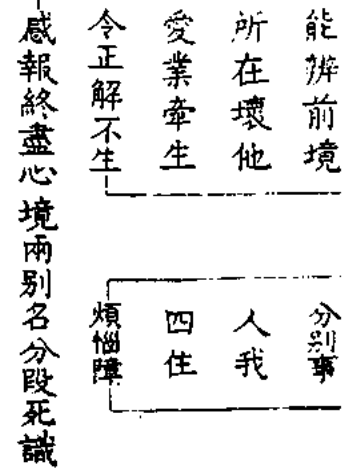 能辨前境
所在壞他
愛業牽生
令正解不生
分別事
人我
四住
煩惱障
感報終盡心境兩別名分段死識